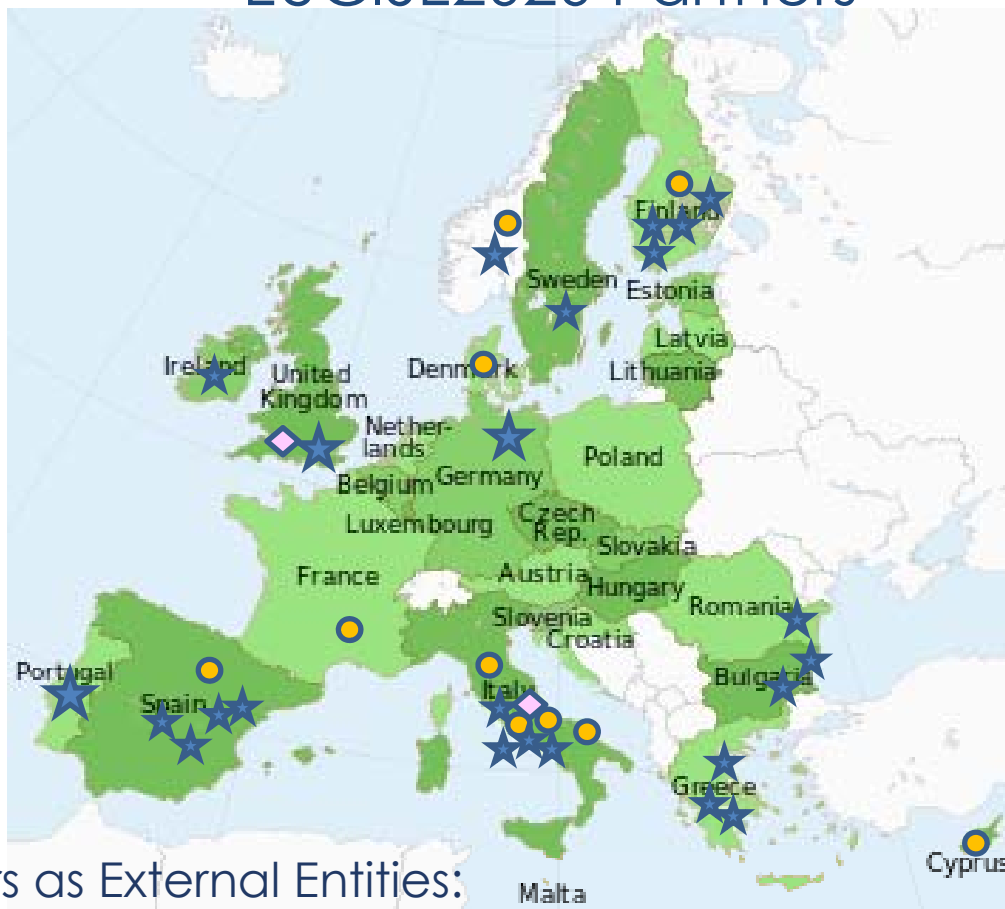 Partners
Finland
Sweden
Estonia
Latvia
Lithuania
Ireland
United
Kingdom
Denmark
Nether-
lands
Belgium
Germany
Poland
Luxembourg
Czech
Rep.
Slovakia
France
Austria
Hungary
Slovenia
Romania
Croatia
Portugal
Spain
Italy
Bulgaria
Greece
Cyprus
as External Entities:
Malta